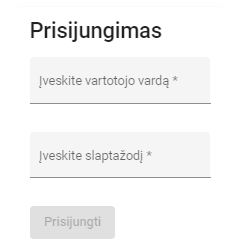 Prisijungimas
Įveskite vartotojo vardą *
Įveskite slaptažodį *
Prisijungti